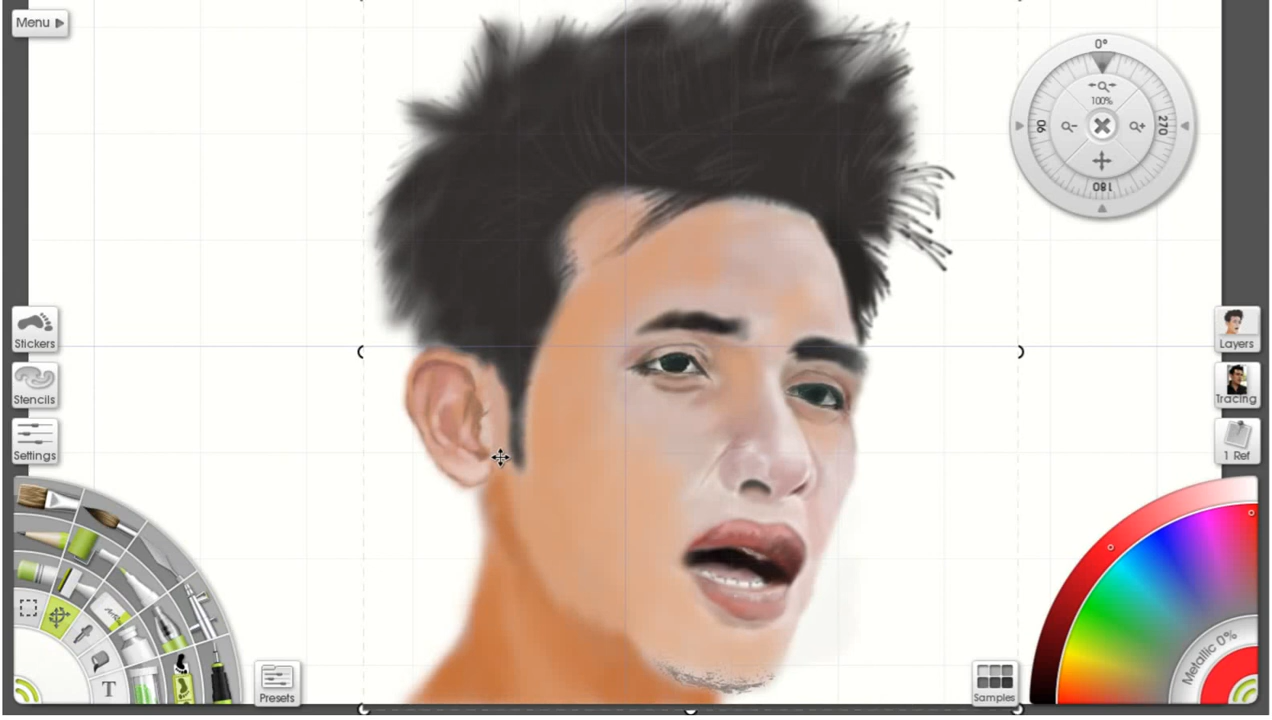 Menu
0°
100%
90
270
180
Stickers
Stencils
Settings
Layers
Tracing
1 Ref
Presets
Samples
Metallic 0%
T